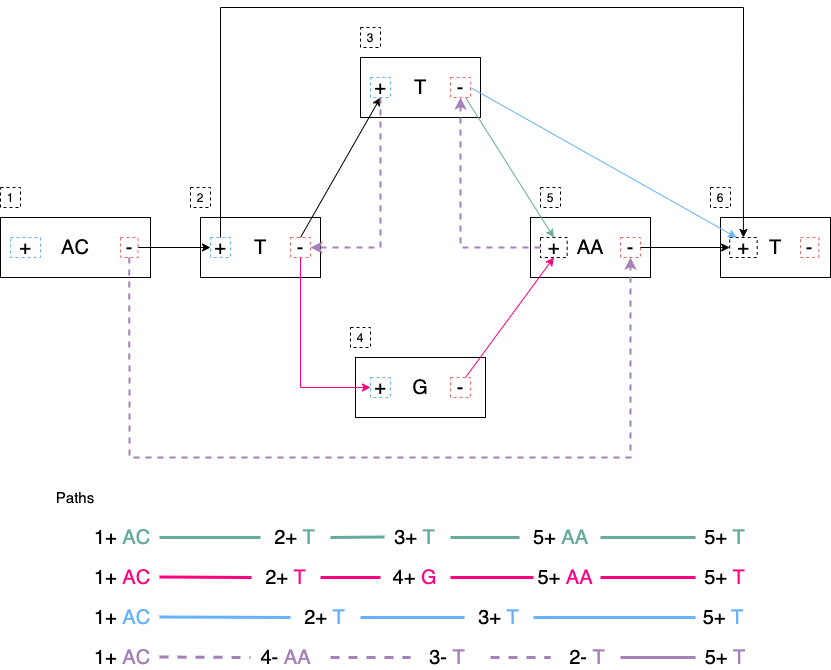 3
+ T -
1
2
5
6
+ AC -
+ T -
+ AA -
+ T -
4
+ G -
Paths
1+ AC 2+ T 3+ T 5+ AA 5+ T
1+ AC 2+ T 4+ G 5+ AA 5+ T
1+ AC 2+ T 3+ T 5+ T
1+ AC 4- AA 3- T 2- T 5+ T